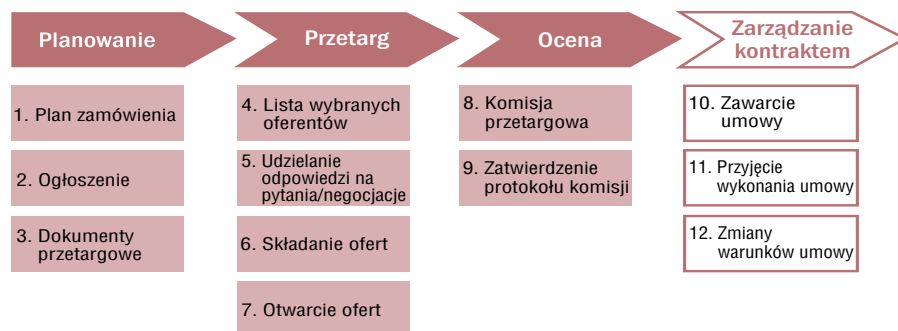 Planowanie
Przetarg
Ocena
Zarządzanie
kontraktem
1. Plan zamówienia
2. Ogłoszenie
3. Dokumenty
przetargowe
4. Lista wybranych
oferentów
5. Udzielanie
odpowiedzi na
pytania/negocjacje
6. Składanie ofert
7. Otwarcie ofert
8. Komisja
przetargowa
9. Zatwierdzenie
protokołu komisji
10. Zawarcie
umowy
11. Przyjęcie
wykonania umowy
12. Zmiany
warunków umowy